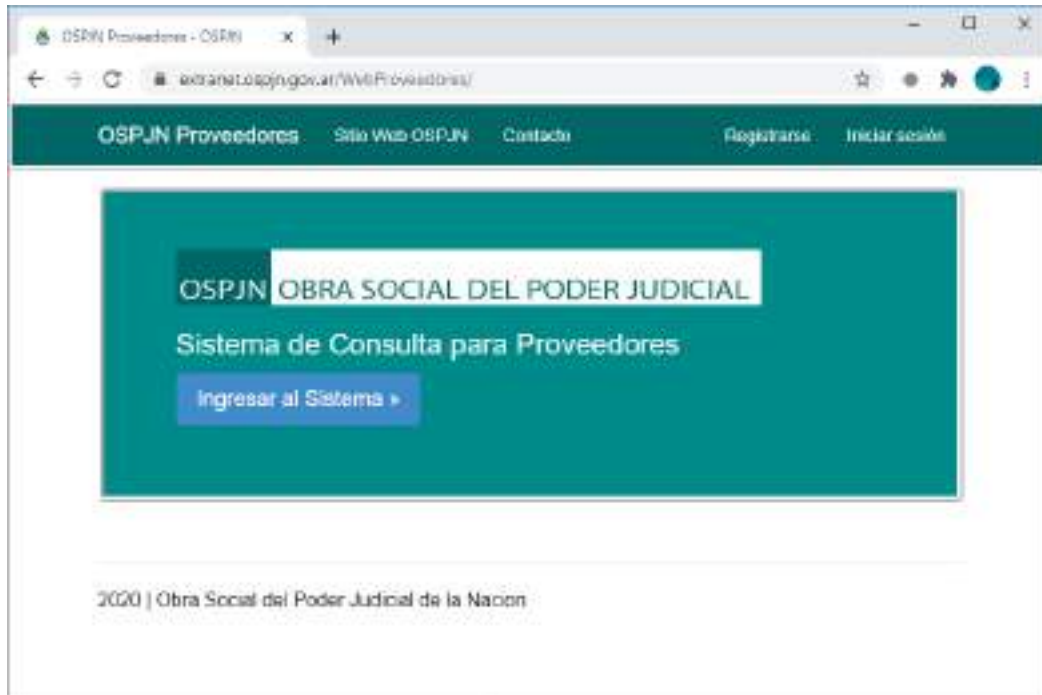 OSPJN Proveedores - OSPJN
extranet.ospjn.gov.ar/WebProveedores/
OSPJN Proveedores Sitio Web OSPJN Contacto Registrarse Iniciar sesión
OSPJN OBRA SOCIAL DEL PODER JUDICIAL
Sistema de Consulta para Proveedores
Ingresar al Sistema »
2020 | Obra Social del Poder Judicial de la Nacion